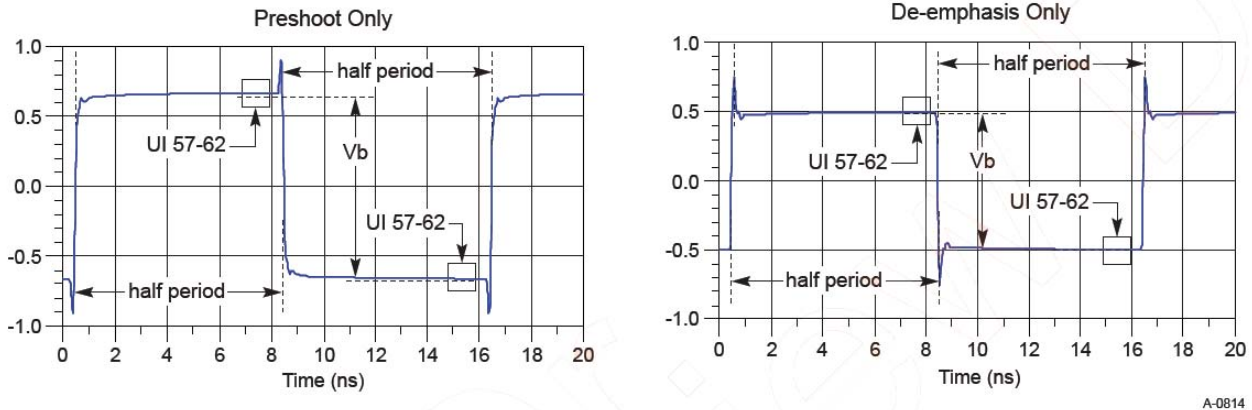 Preshoot Only
1.0
0.5
0.0
-0.5
-1.0
half period
UI 57-62
Vb
UI 57-62
half period
0 2 4 6 8 10 12 14 16 18 20
Time (ns)
De-emphasis Only
1.0
0.5
0.0
-0.5
-1.0
half period
UI 57-62
Vb
UI 57-62
half period
0 2 4 6 8 10 12 14 16 18 20
Time (ns)
A-0814